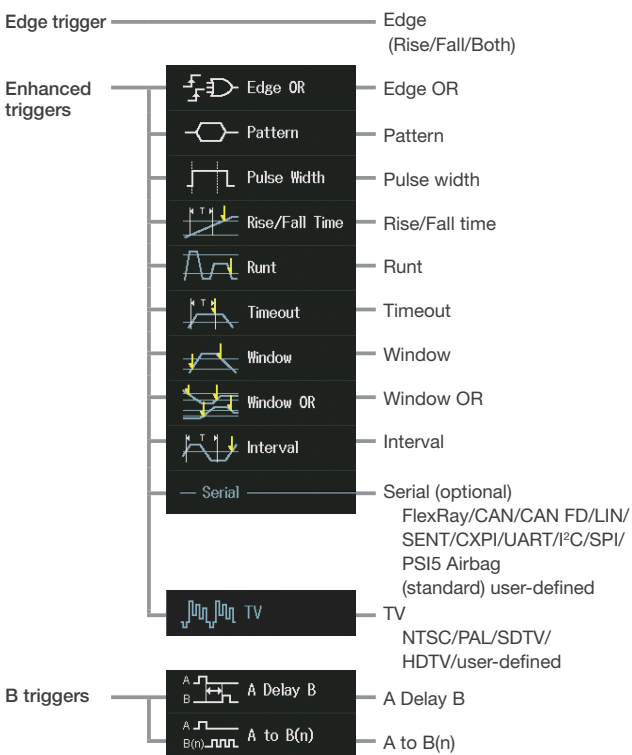 Edge trigger
Edge
(Rise/Fall/Both)
Enhanced
triggers
Edge OR
Edge OR
Pattern
Pattern
Pulse Width
Pulse width
T
Rise/Fall Time
Rise/Fall time
Runt
Runt
T
Timeout
Timeout
Window
Window
Window OR
Window OR
T
Interval
Interval
Serial
Serial (optional)
FlexRay/CAN/CAN FD/LIN/
SENT/CXPI/UART/I²C/SPI/
PSI5 Airbag
(standard) user-defined
TV
TV
NTSC/PAL/SDTV/
HDTV/user-defined
B triggers
A
B
A Delay B
A Delay B
A
B(n)
A to B(n)
A to B(n)